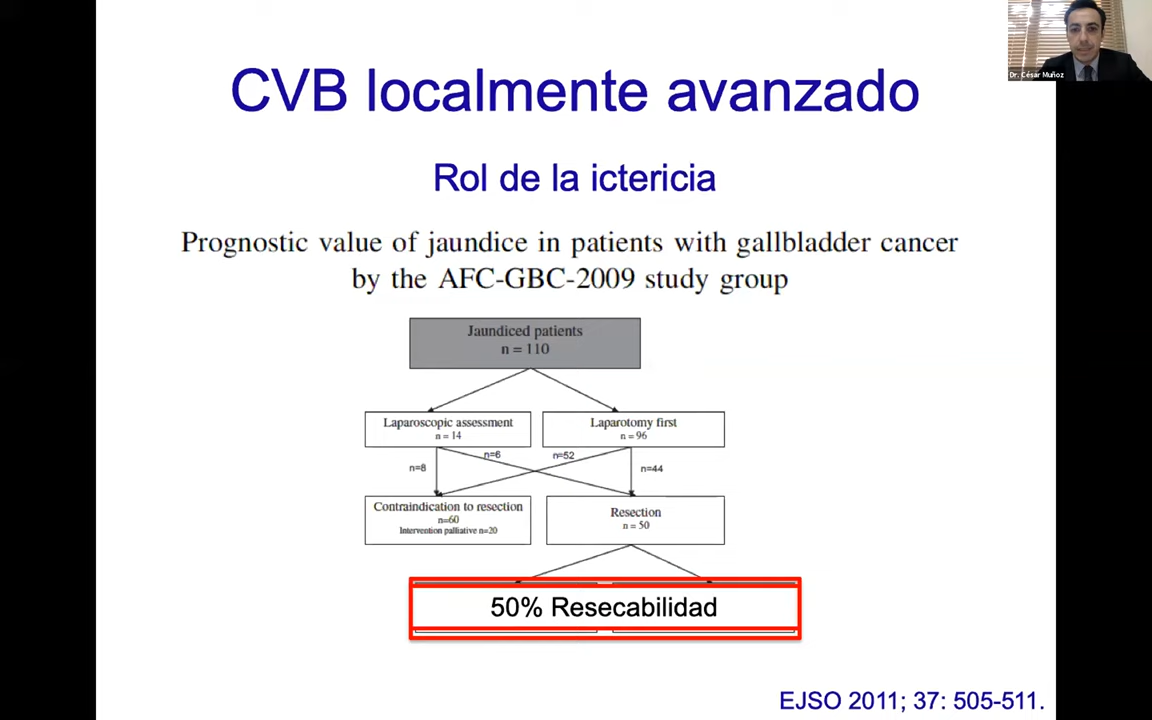 Dr. César Muñoz
CVB localmente avanzado
Rol de la ictericia
Prognostic value of jaundice in patients with gallbladder cancer
by the AFC-GBC-2009 study group
Jaundiced patients
n = 110
Laparoscopic assessment
n = 14
Laparotomy first
n = 96
n=8
n=6
n=52
n=44
Contraindication to resection
n=60
Intervention palliative n=20
Resection
n = 50
50% Resecabilidad
EJSO 2011; 37: 505-511.